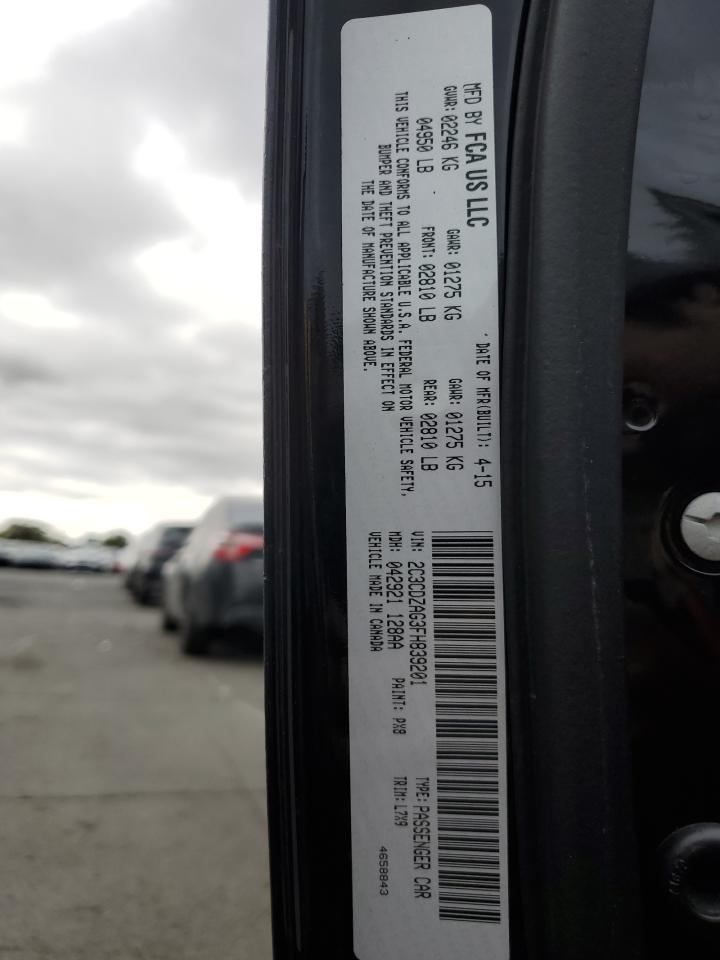 MFD BY FCA US LLC ' DATE OF MFR(BUILT): 4-15
GVWR: 02246 KG GAWR: 01275 KG GAWR: 01275 KG
04950 LB FRONT: 02810 LB REAR: 02810 LB
THIS VEHICLE CONFORMS TO ALL APPLICABLE U.S.A. FEDERAL MOTOR VEHICLE SAFETY,
BUMPER AND THEFT PREVENTION STANDARDS IN EFFECT ON
THE DATE OF MANUFACTURE SHOWN ABOVE.
VIN: 2C3CDZAG3FH839201 TYPE: PASSENGER CAR
MDH: 042921 128AA PAINT: PX8 TRIM: L7X9
VEHICLE MADE IN CANADA 4658843